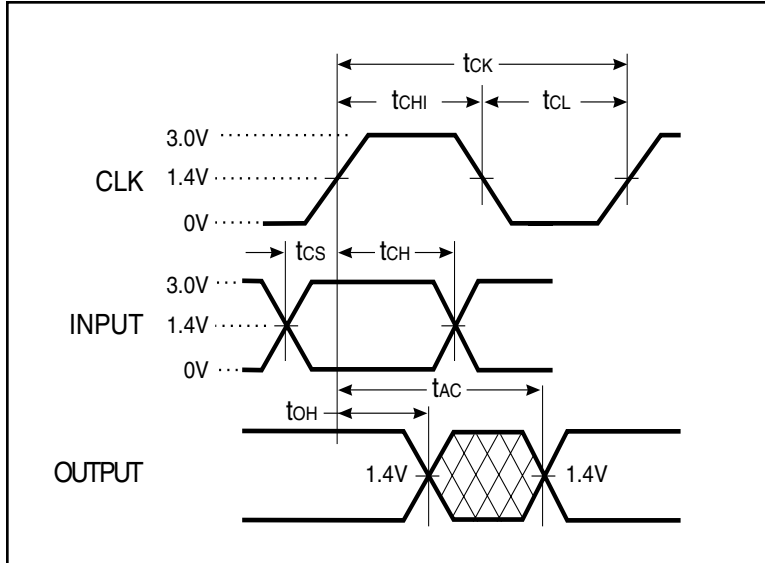 tCK
tCHI tCL
3.0V
CLK 1.4V
0V
tCS tCH
3.0V
INPUT 1.4V
0V
tAC
tOH
OUTPUT 1.4V 1.4V